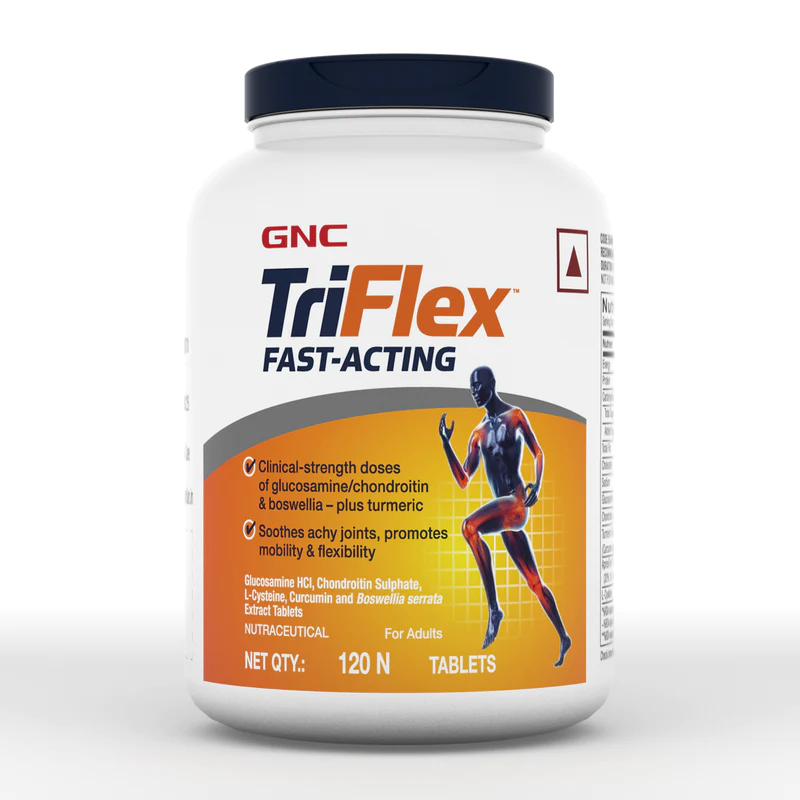 GNC
TriFlex™
FAST-ACTING
Clinical-strength doses
of glucosamine/chondroitin
& boswellia – plus turmeric
Soothes achy joints, promotes
mobility & flexibility
Glucosamine HCl, Chondroitin Sulphate,
L-Cysteine, Curcumin and Boswellia serrata
Extract Tablets
NUTRACEUTICAL For Adults
NET QTY.: 120 N TABLETS